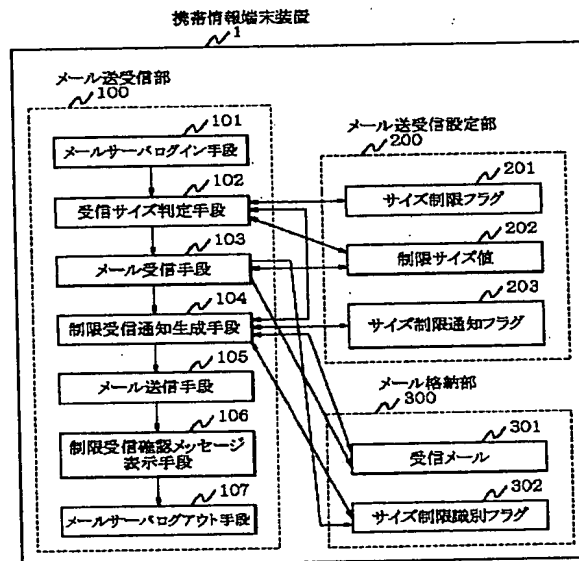 携帯情報端末装置
1
メール送受信部
100
101
メールサーバログイン手段
102
受信サイズ判定手段
103
メール受信手段
104
制限受信通知生成手段
105
メール送信手段
106
制限受信確認メッセージ
表示手段
107
メールサーバログアウト手段
メール送受信設定部
200
201
サイズ制限フラグ
202
制限サイズ値
203
サイズ制限通知フラグ
メール格納部
300
301
受信メール
302
サイズ制限識別フラグ